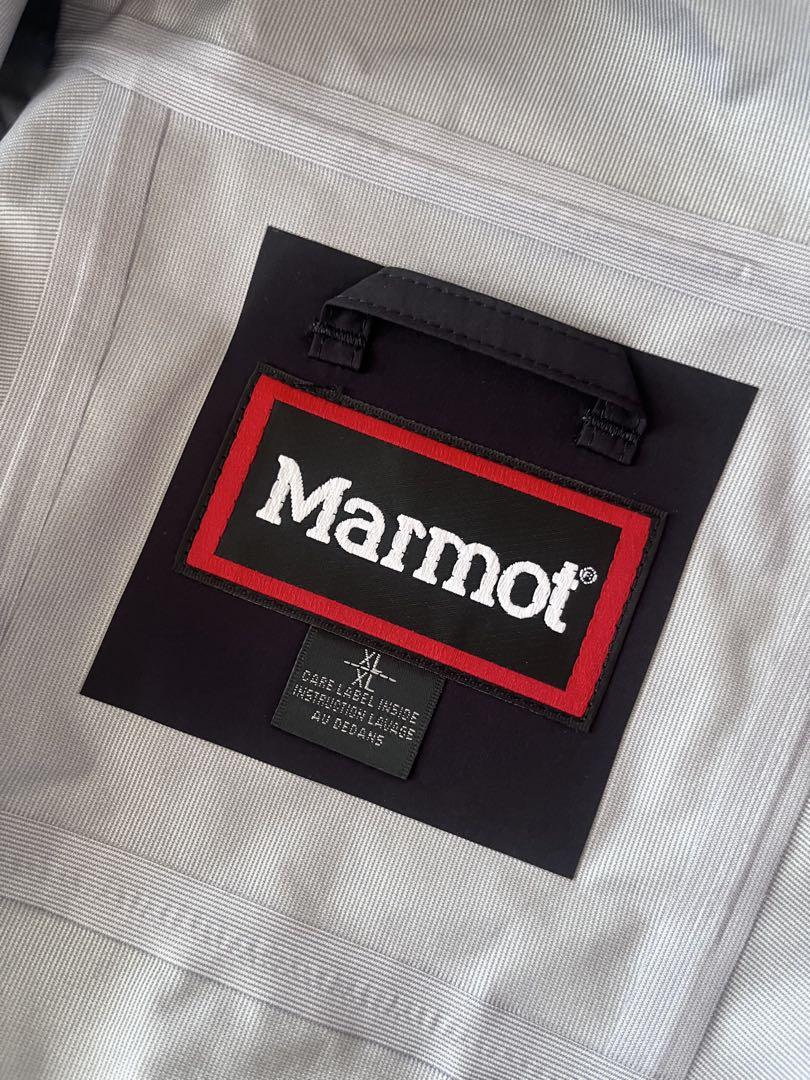 Marmot®
XL
XL
CARE LABEL INSIDE
INSTRUCTION LAVAGE
AU DEDANS